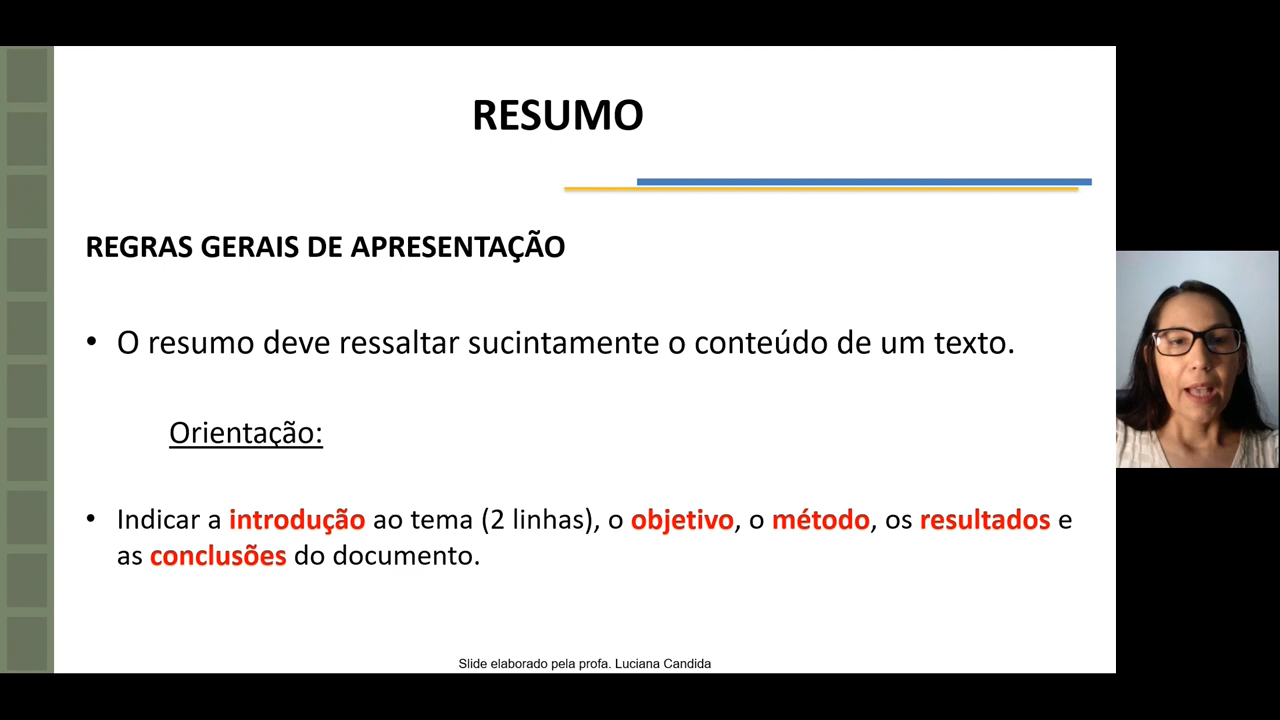 RESUMO
REGRAS GERAIS DE APRESENTAÇÃO
• O resumo deve ressaltar sucintamente o conteúdo de um texto.
Orientação:
• Indicar a introdução ao tema (2 linhas), o objetivo, o método, os resultados e
as conclusões do documento.
Slide elaborado pela profa. Luciana Candida